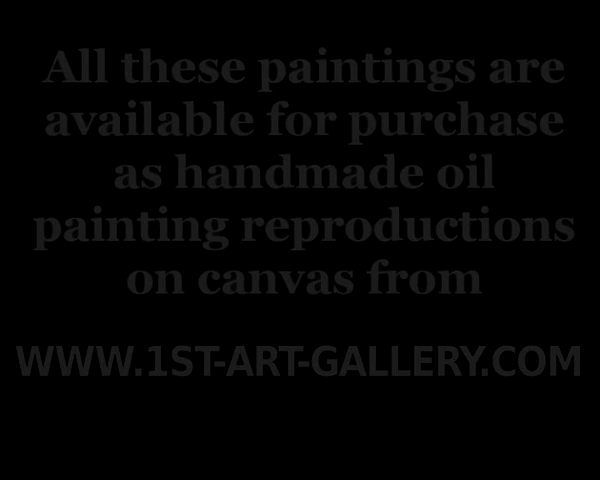 All these paintings are
available for purchase
as handmade oil
painting reproductions
on canvas from
WWW.1ST-ART-GALLERY.COM